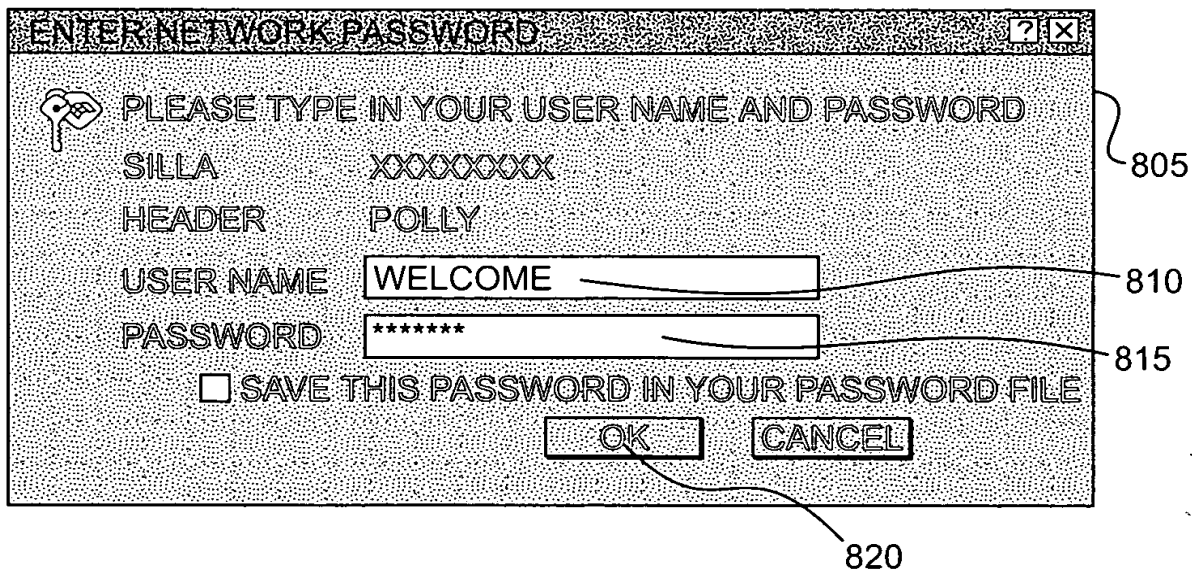 ENTER NETWORK PASSWORD ? X
PLEASE TYPE IN YOUR USER NAME AND PASSWORD
805
SILLA XXXXXXXX
HEADER POLLY
USER NAME WELCOME
810
PASSWORD *******
815
SAVE THIS PASSWORD IN YOUR PASSWORD FILE
OK CANCEL
820